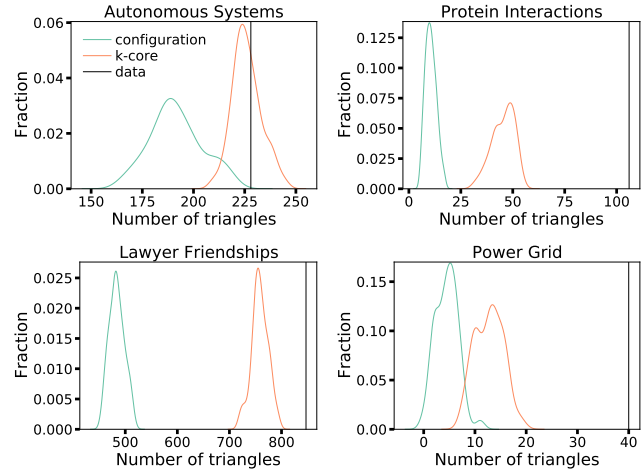 Autonomous Systems
0.06
0.04
0.02
0.00
Fraction
configuration
k-core
data
150 175 200 225 250
Number of triangles
Protein Interactions
0.125
0.100
0.075
0.050
0.025
0.000
Fraction
0 25 50 75 100
Number of triangles
Lawyer Friendships
0.025
0.020
0.015
0.010
0.005
0.000
Fraction
500 600 700 800
Number of triangles
Power Grid
0.15
0.10
0.05
0.00
Fraction
0 10 20 30 40
Number of triangles